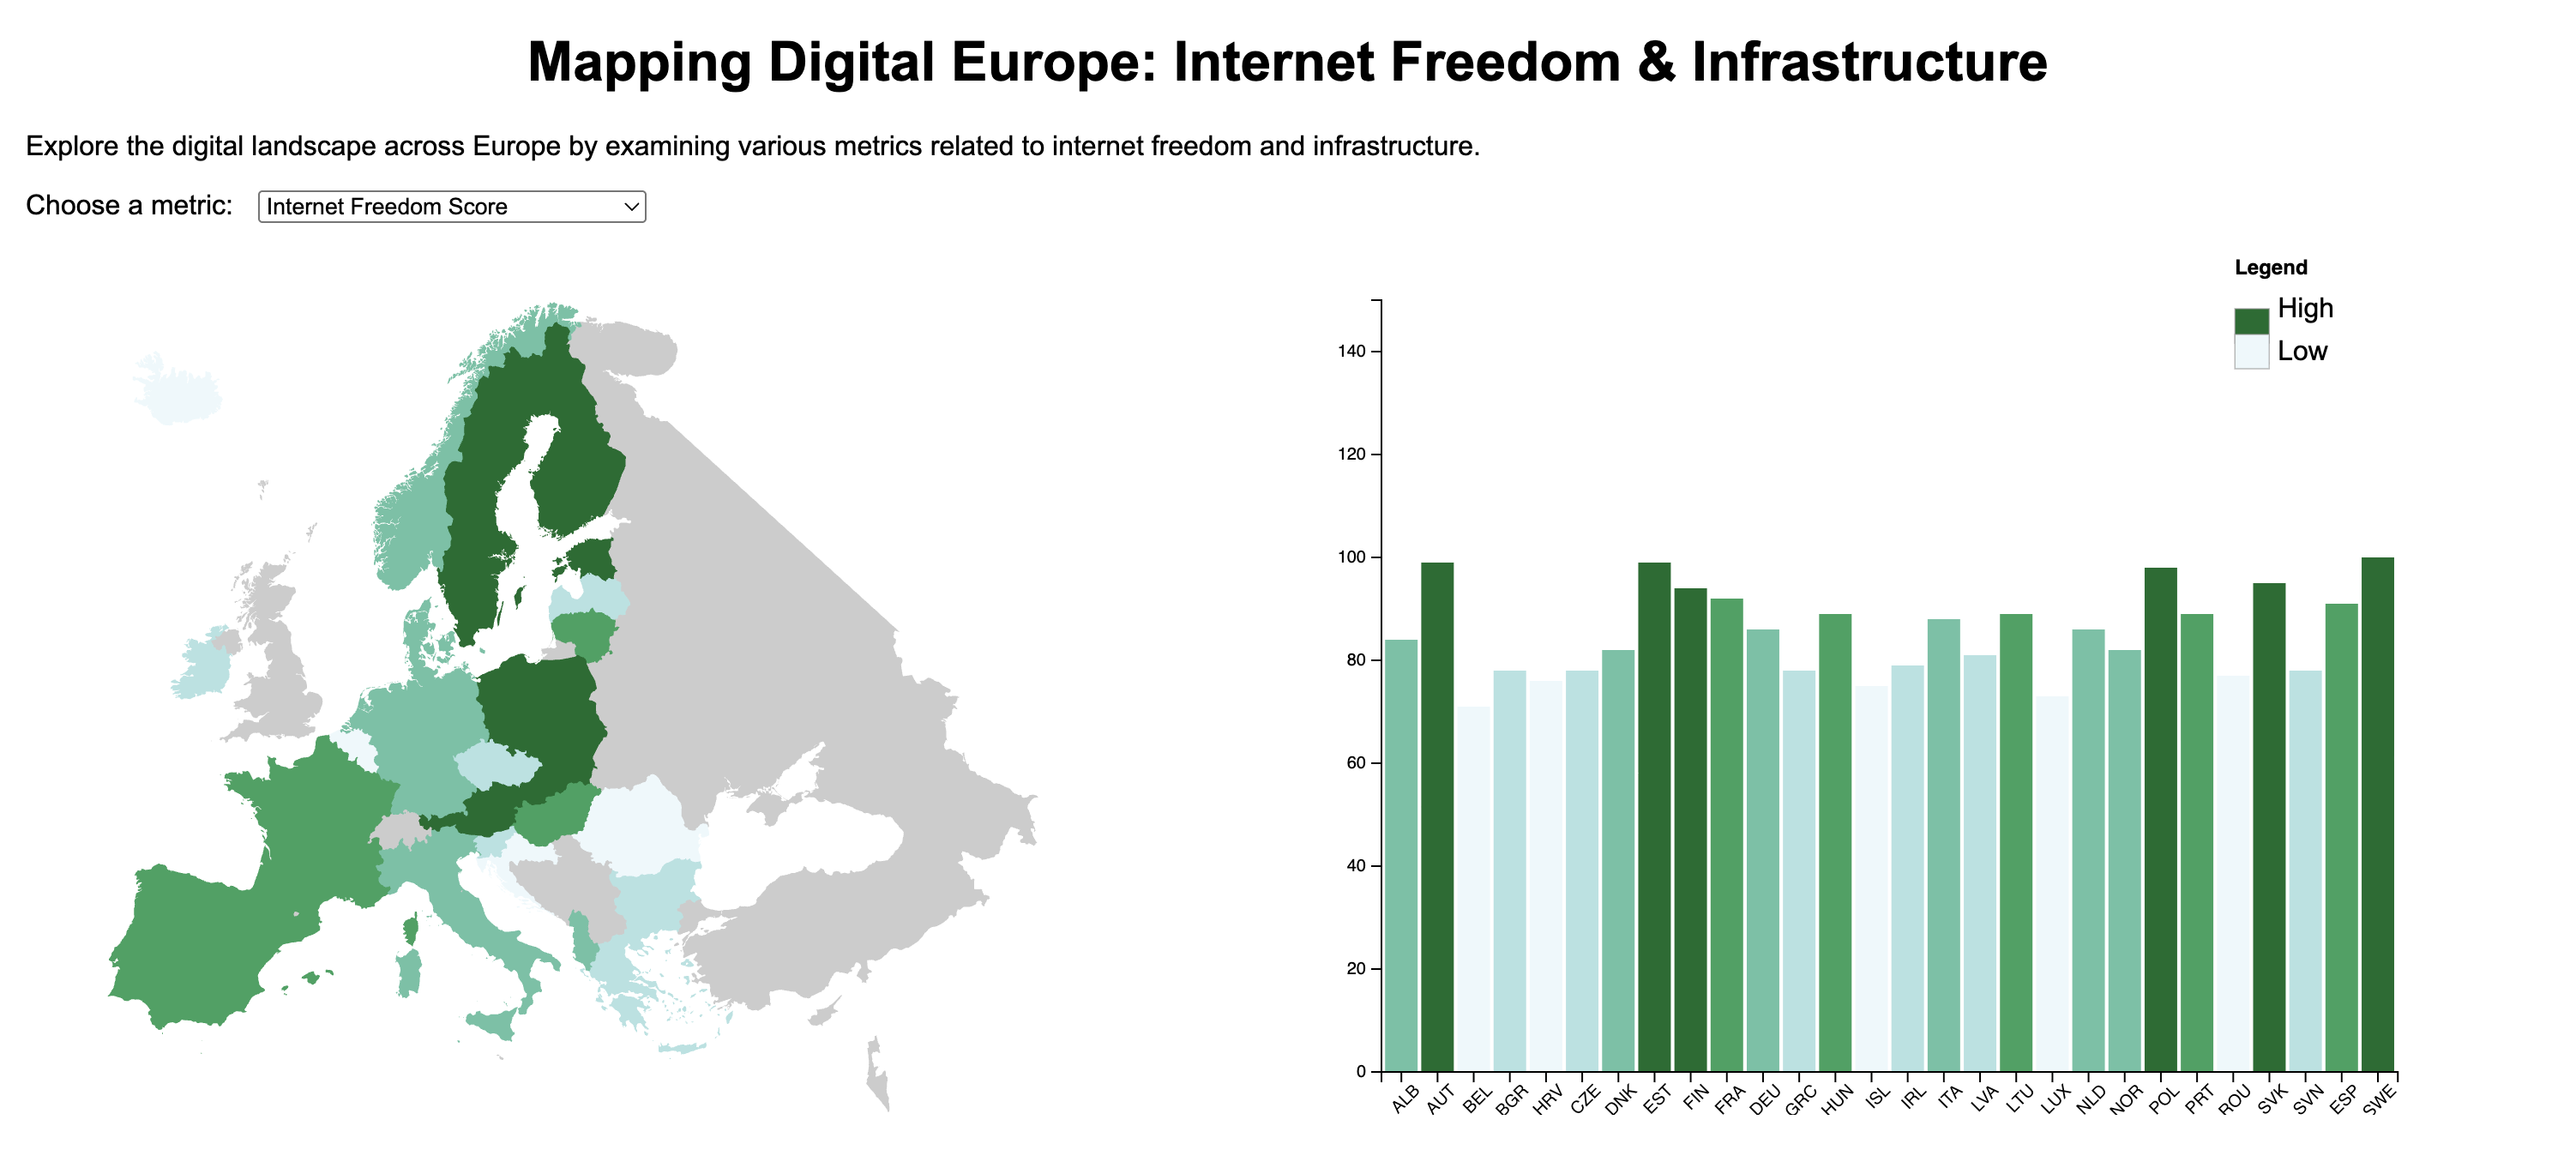 Mapping Digital Europe: Internet Freedom & Infrastructure
Explore the digital landscape across Europe by examining various metrics related to internet freedom and infrastructure.
Choose a metric: Internet Freedom Score
Legend
High
Low
140
120
100
80
60
40
20
0
ALB AUT BEL BGR HRV CZE DNK EST FIN FRA DEU GRC HUN ISL IRL ITA LVA LTU LUX NLD NOR POL PRT ROU SVK SVN ESP SWE